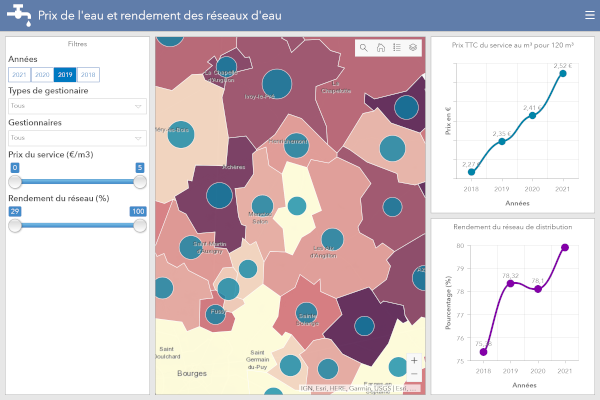 Prix de l'eau et rendement des réseaux d'eau
Filtres
Années
2021 2020 2019 2018
Types de gestionaire
Tous
Gestionnaires
Tous
Prix du service (€/m3)
0 5
Rendement du réseau (%)
29 100
La Chapelle
d'Angillon
Ivoy-le-Pré
La
Chapelotte
Henrichemont
Achères
Menetou
Salon
Les Aix
d'Angillon
Saint-Martin
d'Auxigny
Fussy
Sainte
Solange
Saint
Doulchard
Saint
Germain
du-Puy
Bourges
IGN, Esri, HERE, Garmin, USGS | Esri, ...
Prix TTC du service au m³ pour 120 m³
Prix en €
2,27
2,35 €
2,41 €
2,52 €
2018 2019 2020 2021
Années
Rendement du réseau de distribution
Pourcentage (%)
80
79
78
77
76
75
78,32
78,1
2018 2019 2020 2021
Années